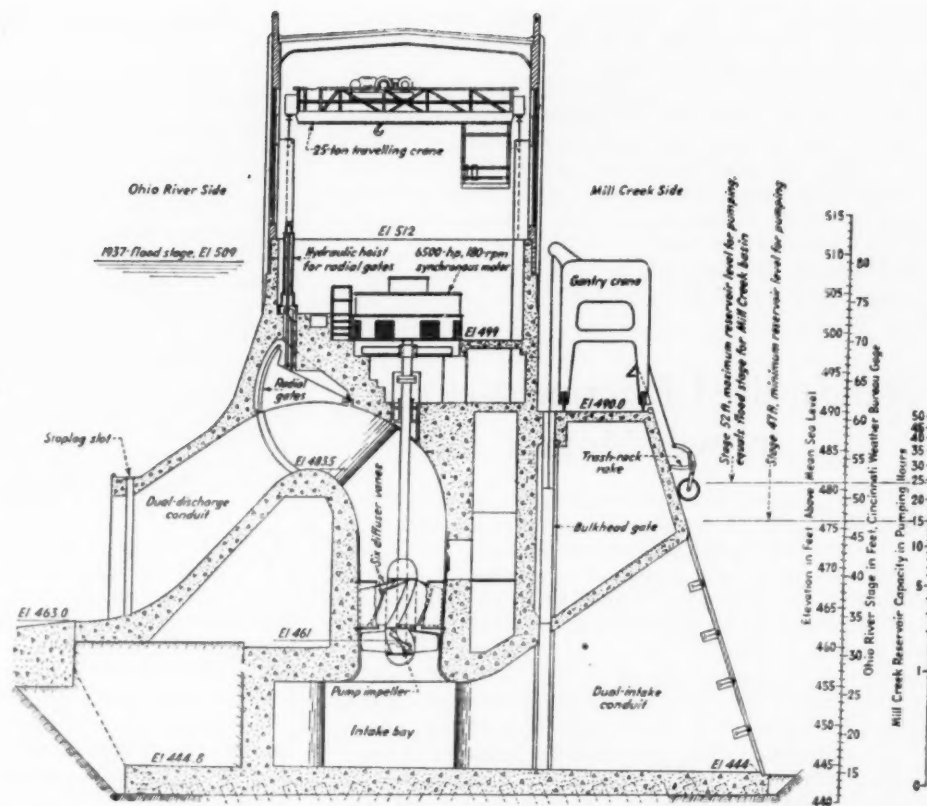 25-ton travelling crane
Ohio River Side
Mill Creek Side
El 512
1937-flood stage, El 509
Hydraulic hoist
for radial gates
6500-hp, 180-rpm
synchronous motor
Gantry crane
El 499
Radial
gates
El 490.0
Stoplog slot
Trash-rack
rake
El 483.5
Dual-discharge
conduit
Six diffuser vanes
Bulkhead gate
El 463.0
El 461
Pump impeller
Dual-intake
conduit
Intake bay
El 444.8
El 444
Stage 52 ft, maximum reservoir level for pumping,
equals flood stage for Mill Creek basin
Stage 47 ft, minimum reservoir level for pumping
Elevation in Feet Above Mean Sea Level
515
510
505
500
495
490
485
480
475
470
465
460
455
450
445
440
Ohio River Stage in Feet, Cincinnati Weather Bureau Gage
80
75
70
65
60
55
50
45
40
35
30
25
20
15
Mill Creek Reservoir Capacity in Pumping Hours
50
30
25
20
15
10
5
1
0